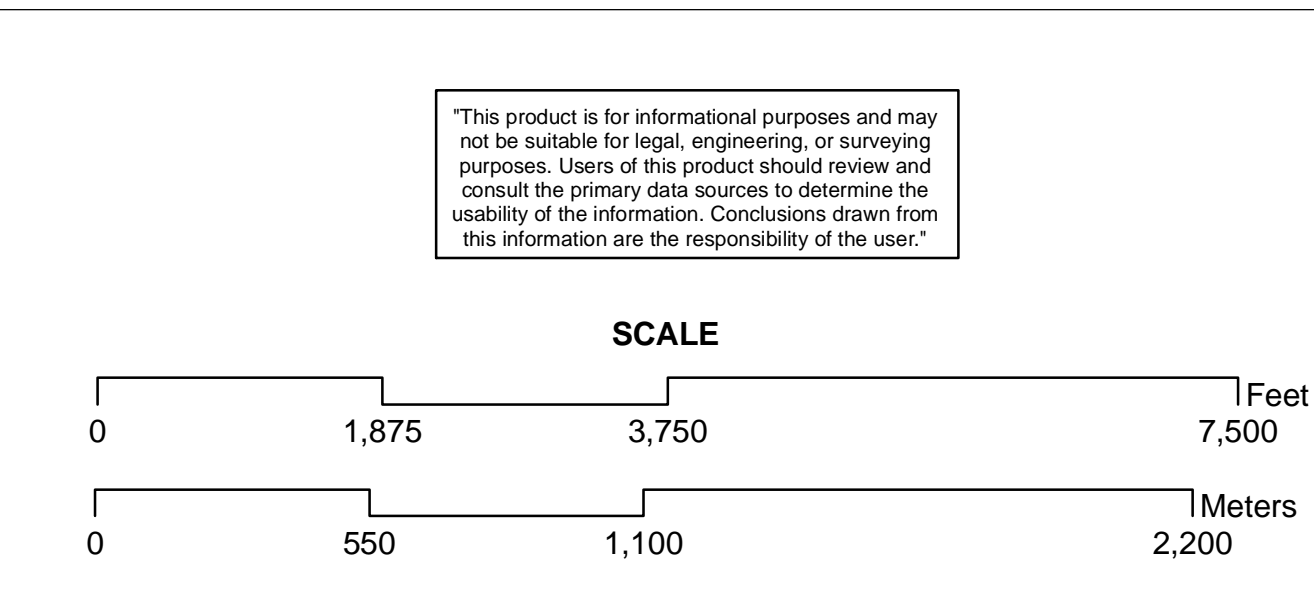 "This product is for informational purposes and may
not be suitable for legal, engineering, or surveying
purposes. Users of this product should review and
consult the primary data sources to determine the
usability of the information. Conclusions drawn from
this information are the responsibility of the user."
SCALE
Feet
0 1,875 3,750 7,500
Meters
0 550 1,100 2,200